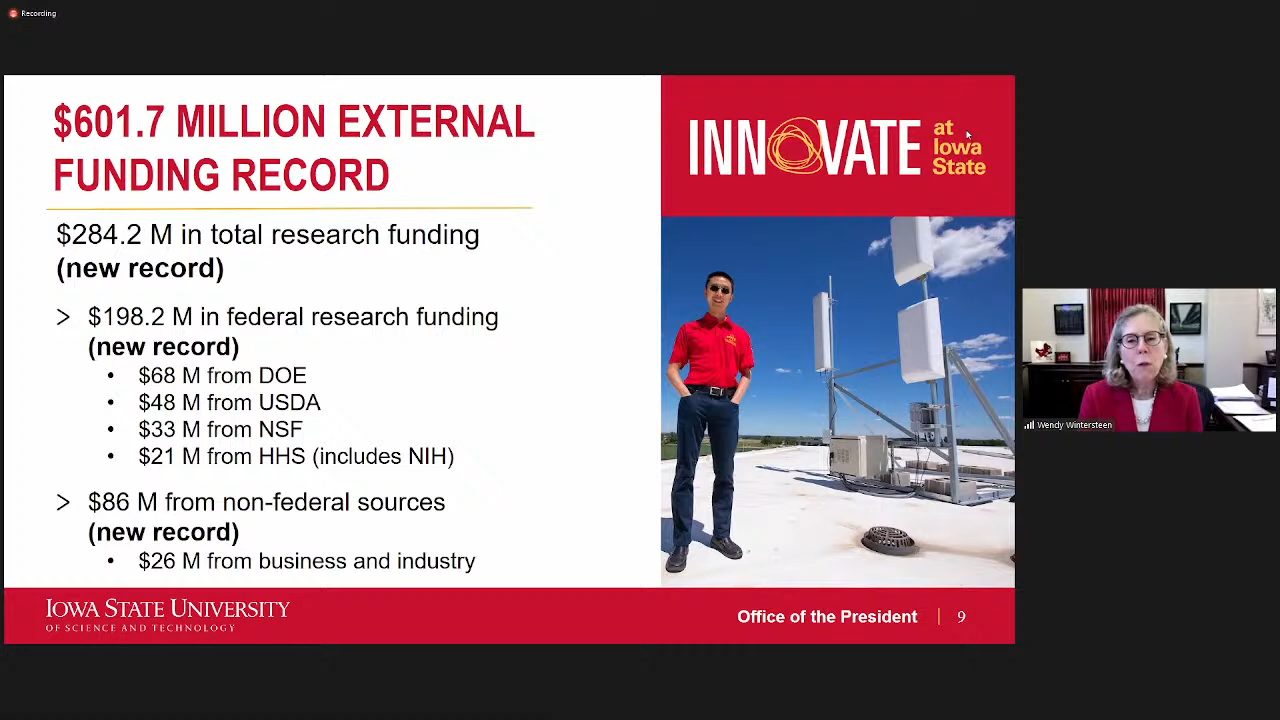 Recording
$601.7 MILLION EXTERNAL
FUNDING RECORD
$284.2 M in total research funding
(new record)
> $198.2 M in federal research funding
(new record)
• $68 M from DOE
• $48 M from USDA
• $33 M from NSF
• $21 M from HHS (includes NIH)
> $86 M from non-federal sources
(new record)
• $26 M from business and industry
INNOVATE
at
Iowa
State
Wendy Wintersteen
IOWA STATE UNIVERSITY
OF SCIENCE AND TECHNOLOGY
Office of the President | 9